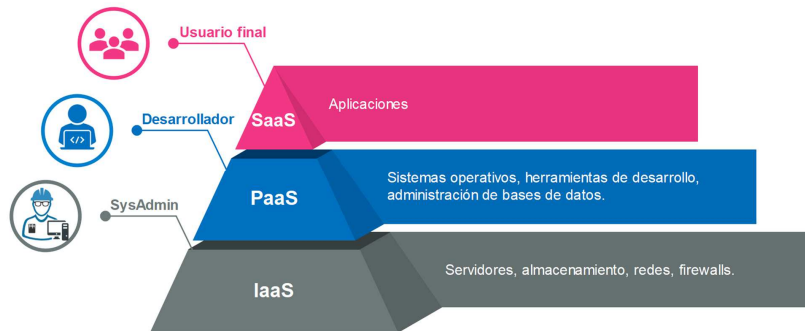 Usuario final
SaaS
Aplicaciones
Desarrollador
PaaS
Sistemas operativos, herramientas de desarrollo,
administración de bases de datos.
SysAdmin
IaaS
Servidores, almacenamiento, redes, firewalls.